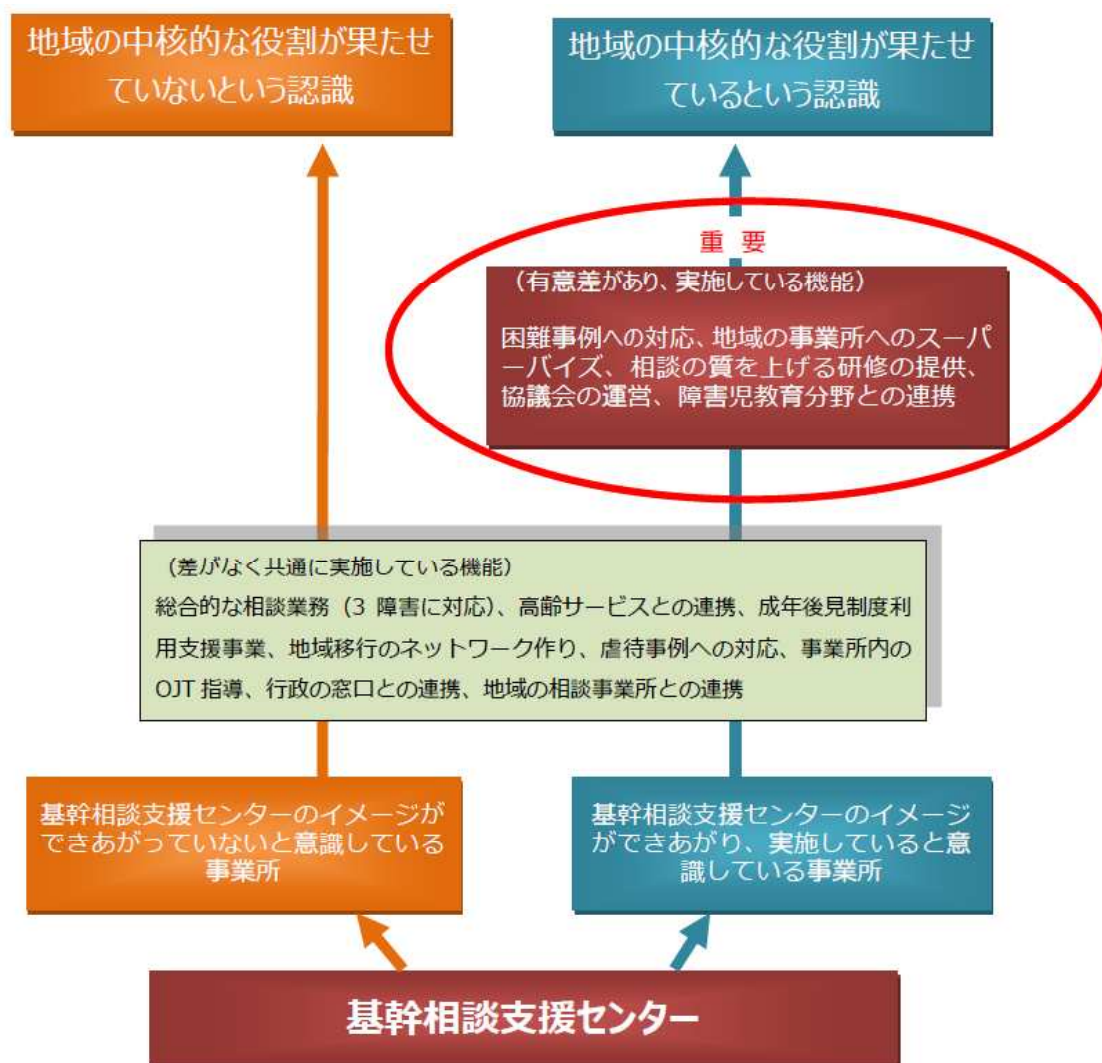 地域の中核的な役割が果たせ
ていないという認識
地域の中核的な役割が果たせ
ているという認識
重 要
（有意差があり、実施している機能）
困難事例への対応、地域の事業所へのスーパ
ーバイズ、相談の質を上げる研修の提供、
協議会の運営、障害児教育分野との連携
（差がなく共通に実施している機能）
総合的な相談業務（3 障害に対応）、高齢サービスとの連携、成年後見制度利
用支援事業、地域移行のネットワーク作り、虐待事例への対応、事業所内の
OJT 指導、行政の窓口との連携、地域の相談事業所との連携
基幹相談支援センターのイメージが
できあがっていないと意識している
事業所
基幹相談支援センターのイメージ
ができあがり、実施していると意
識している事業所
基幹相談支援センター